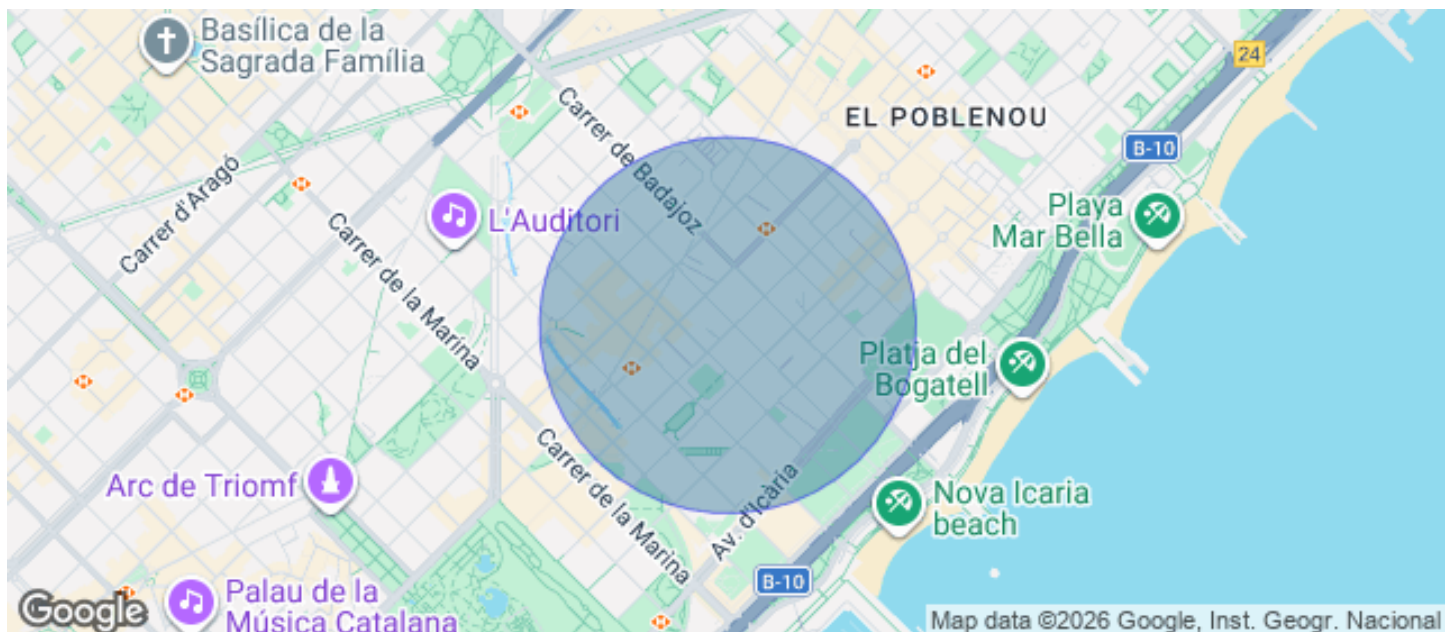 Basílica de la
Sagrada Família
24
Carrer de Badajoz
EL POBLENOU
B-10
Carrer d'Aragó
L'Auditori
Playa
Mar Bella
Carrer de la Marina
Platja del
Bogatell
Arc de Triomf
Carrer de la Marina
Av. d'Icària
Nova Icaria
beach
B-10
Palau de la
Música Catalana
Google
Map data ©2026 Google, Inst. Geogr. Nacional